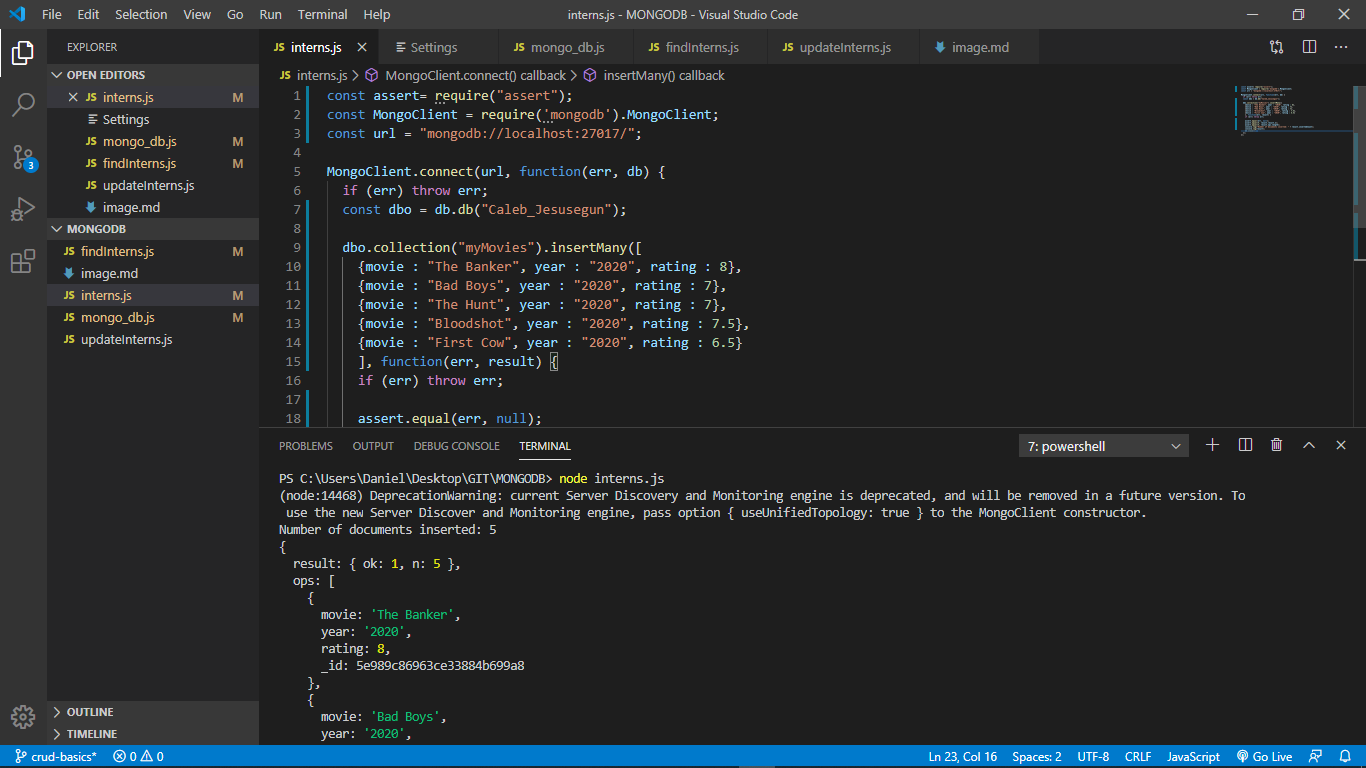 File Edit Selection View Go Run Terminal Help interns.js - MONGODB - Visual Studio Code
EXPLORER
OPEN EDITORS
JS interns.js M
Settings
JS mongo_db.js M
JS findInterns.js M
JS updateInterns.js
image.md
MONGODB
JS findInterns.js M
image.md
JS interns.js M
JS mongo_db.js M
JS updateInterns.js
OUTLINE
TIMELINE
3
JS interns.js Settings JS mongo_db.js JS findInterns.js JS updateInterns.js image.md
JS interns.js > MongoClient.connect() callback > insertMany() callback
1 const assert= require("assert");
2 const MongoClient = require('mongodb').MongoClient;
3 const url = "mongodb://localhost:27017/";
4
5 MongoClient.connect(url, function(err, db) {
6 if (err) throw err;
7 const dbo = db.db("Caleb_Jesusegun");
8
9 dbo.collection("myMovies").insertMany([
10 {movie : "The Banker", year : "2020", rating : 8},
11 {movie : "Bad Boys", year : "2020", rating : 7},
12 {movie : "The Hunt", year : "2020", rating : 7},
13 {movie : "Bloodshot", year : "2020", rating : 7.5},
14 {movie : "First Cow", year : "2020", rating : 6.5}
15 ], function(err, result) {
16 if (err) throw err;
17
18 assert.equal(err, null);
PROBLEMS OUTPUT DEBUG CONSOLE TERMINAL 7: powershell
PS C:\Users\Daniel\Desktop\GIT\MONGODB> node interns.js
(node:14468) DeprecationWarning: current Server Discovery and Monitoring engine is deprecated, and will be removed in a future version. To
use the new Server Discover and Monitoring engine, pass option { useUnifiedTopology: true } to the MongoClient constructor.
Number of documents inserted: 5
{
result: { ok: 1, n: 5 },
ops: [
{
movie: 'The Banker',
year: '2020',
rating: 8,
_id: 5e989c86963ce33884b699a8
},
{
movie: 'Bad Boys',
year: '2020',
crud-basics* 0 0 Ln 23, Col 16 Spaces: 2 UTF-8 CRLF JavaScript Go Live